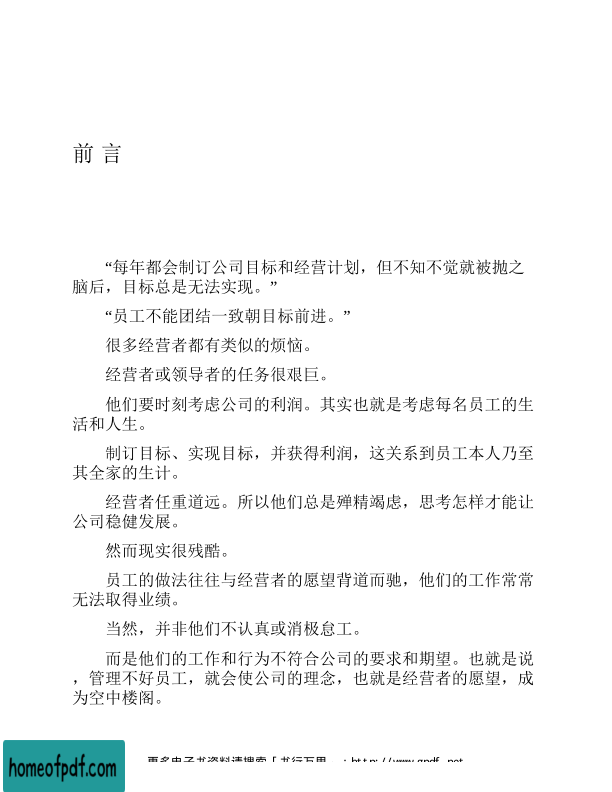 前 言
“每年都会制订公司目标和经营计划，但不知不觉就被抛之
脑后，目标总是无法实现。”
“员工不能团结一致朝目标前进。”
很多经营者都有类似的烦恼。
经营者或领导者的任务很艰巨。
他们要时刻考虑公司的利润。其实也就是考虑每名员工的生
活和人生。
制订目标、实现目标，并获得利润，这关系到员工本人乃至
其全家的生计。
经营者任重道远。所以他们总是殚精竭虑，思考怎样才能让
公司稳健发展。
然而现实很残酷。
员工的做法往往与经营者的愿望背道而驰，他们的工作常常
无法取得业绩。
当然，并非他们不认真或消极怠工。
而是他们的工作和行为不符合公司的要求和期望。也就是说
，管理不好员工，就会使公司的理念，也就是经营者的愿望，成
为空中楼阁。
更多电子书资料请搜索「书行万里
homeofpdf.com